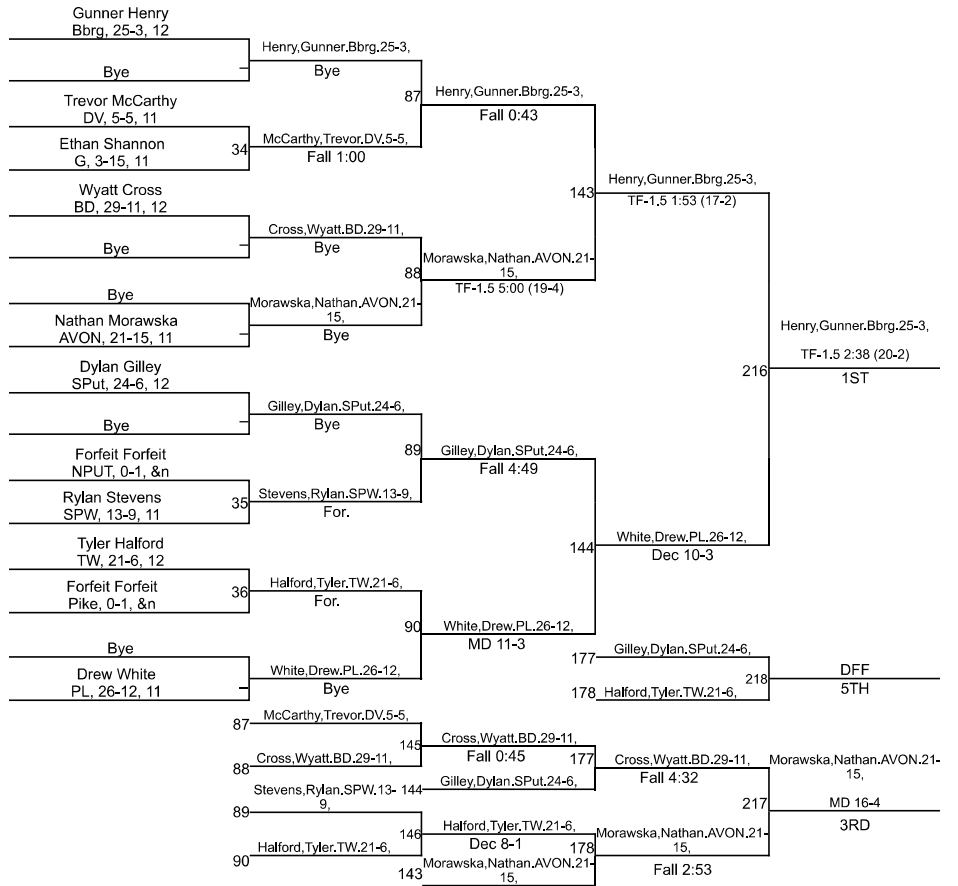 Gunner Henry
Bbrg, 25-3, 12
Bye
Trevor McCarthy
DV, 5-5, 11
Ethan Shannon
G, 3-15, 11
Wyatt Cross
BD, 29-11, 12
Bye
Bye
Nathan Morawska
AVON, 21-15, 11
Dylan Gilley
SPut, 24-6, 12
Bye
Forfeit Forfeit
NPUT, 0-1, &n
Rylan Stevens
SPW, 13-9, 11
Tyler Halford
TW, 21-6, 12
Forfeit Forfeit
Pike, 0-1, &n
Bye
Drew White
PL, 26-12, 11
Henry,Gunner.Bbrg.25-3,
Bye
34
McCarthy,Trevor.DV.5-5,
Fall 1:00
Cross,Wyatt.BD.29-11,
Bye
Morawska,Nathan.AVON.21-
15,
Bye
Gilley,Dylan.SPut.24-6,
Bye
35
Stevens,Rylan.SPW.13-9,
For.
36
Halford,Tyler.TW.21-6,
For.
White,Drew.PL.26-12,
Bye
87
Henry,Gunner.Bbrg.25-3,
Fall 0:43
88
Morawska,Nathan.AVON.21-
15,
TF-1.5 5:00 (19-4)
89
Gilley,Dylan.SPut.24-6,
Fall 4:49
90
White,Drew.PL.26-12,
MD 11-3
143
Henry,Gunner.Bbrg.25-3,
TF-1.5 1:53 (17-2)
144
White,Drew.PL.26-12,
Dec 10-3
216
Henry,Gunner.Bbrg.25-3,
TF-1.5 2:38 (20-2)
1ST
177
Gilley,Dylan.SPut.24-6,
178
Halford,Tyler.TW.21-6,
218
DFF
5TH
87
McCarthy,Trevor.DV.5-5,
88
Cross,Wyatt.BD.29-11,
89
Stevens,Rylan.SPW.13-
9,
90
Halford,Tyler.TW.21-6,
145
Cross,Wyatt.BD.29-11,
Fall 0:45
144
Gilley,Dylan.SPut.24-6,
146
Halford,Tyler.TW.21-6,
Dec 8-1
143
Morawska,Nathan.AVON.21-
15,
177
Cross,Wyatt.BD.29-11,
Fall 4:32
178
Morawska,Nathan.AVON.21-
15,
Fall 2:53
217
Morawska,Nathan.AVON.21-
15,
MD 16-4
3RD